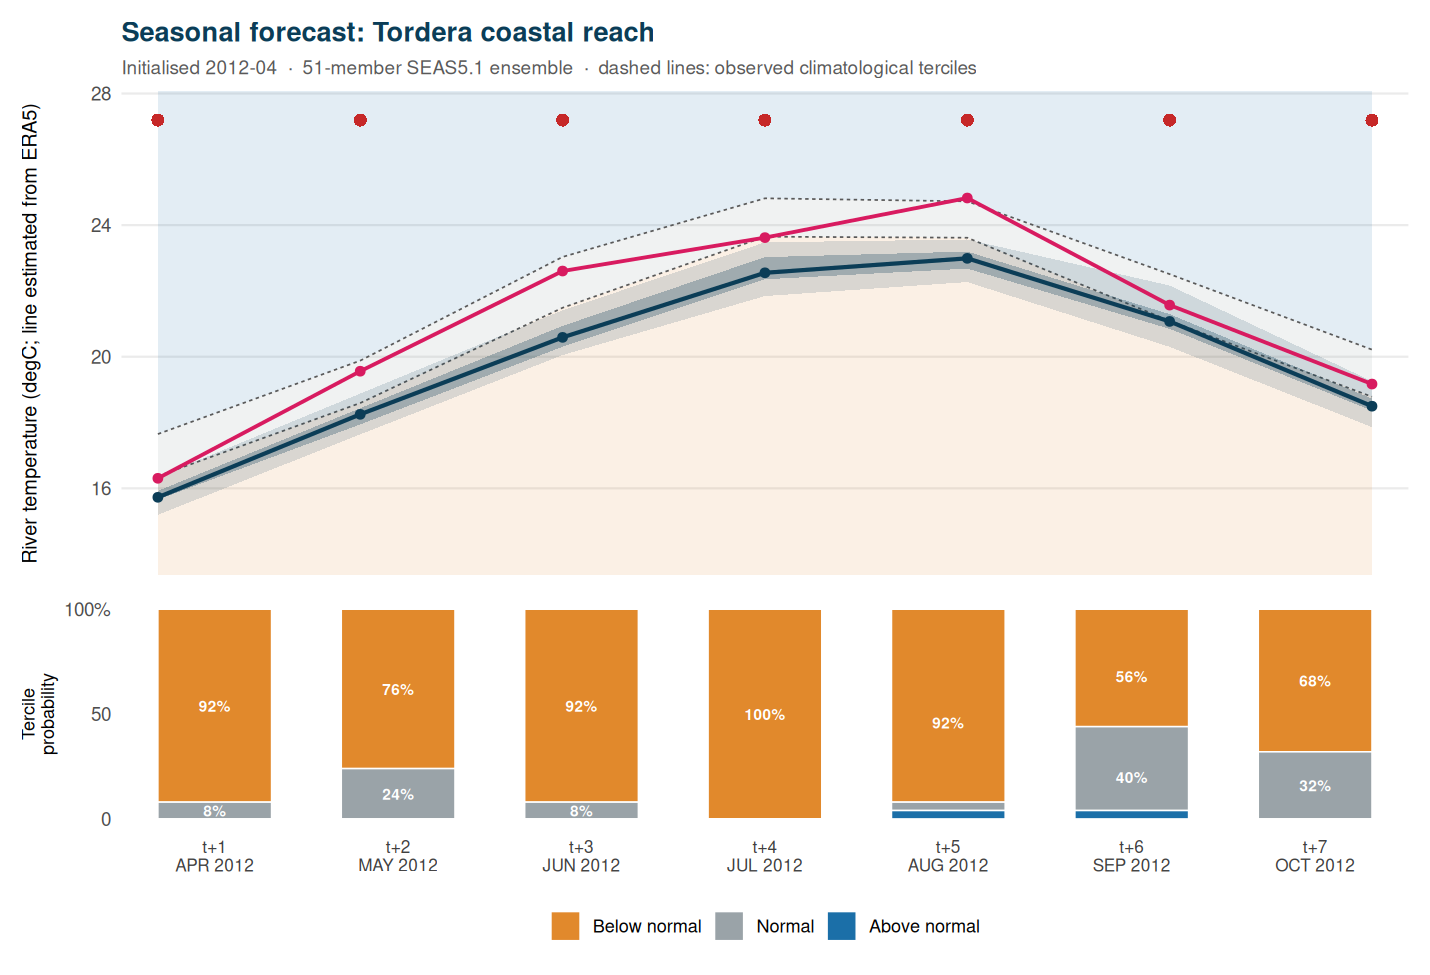 Seasonal forecast: Tordera coastal reach
Initialised 2012-04 · 51-member SEAS5.1 ensemble · dashed lines: observed climatological terciles
River temperature (degC; line estimated from ERA5)
28
24
20
16
Tercile
probability
100%
50
0
92%
8%
76%
24%
92%
8%
100%
92%
56%
40%
68%
32%
t+1
APR 2012
t+2
MAY 2012
t+3
JUN 2012
t+4
JUL 2012
t+5
AUG 2012
t+6
SEP 2012
t+7
OCT 2012
Below normal
Normal
Above normal